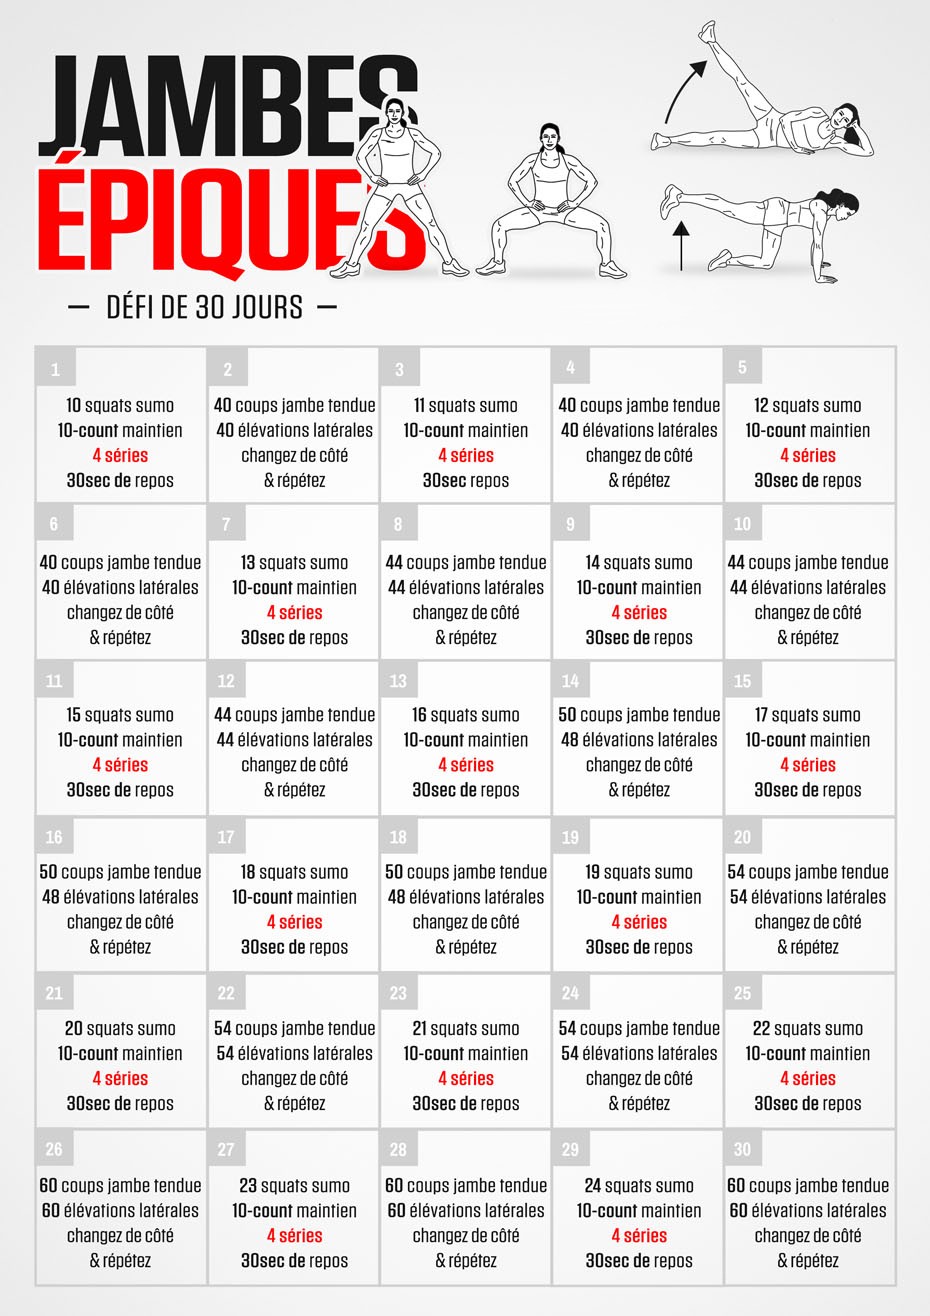 JAMBES
ÉPIQUES
— DÉFI DE 30 JOURS —
1
10 squats sumo
10-count maintien
4 séries
30sec de repos
2
40 coups jambe tendue
40 élévations latérales
changez de côté
& répétez
3
11 squats sumo
10-count maintien
4 séries
30sec de repos
4
40 coups jambe tendue
40 élévations latérales
changez de côté
& répétez
5
12 squats sumo
10-count maintien
4 séries
30sec de repos
6
40 coups jambe tendue
40 élévations latérales
changez de côté
& répétez
7
13 squats sumo
10-count maintien
4 séries
30sec de repos
8
44 coups jambe tendue
44 élévations latérales
changez de côté
& répétez
9
14 squats sumo
10-count maintien
4 séries
30sec de repos
10
44 coups jambe tendue
44 élévations latérales
changez de côté
& répétez
11
15 squats sumo
10-count maintien
4 séries
30sec de repos
12
44 coups jambe tendue
44 élévations latérales
changez de côté
& répétez
13
16 squats sumo
10-count maintien
4 séries
30sec de repos
14
50 coups jambe tendue
48 élévations latérales
changez de côté
& répétez
15
17 squats sumo
10-count maintien
4 séries
30sec de repos
16
50 coups jambe tendue
48 élévations latérales
changez de côté
& répétez
17
18 squats sumo
10-count maintien
4 séries
30sec de repos
18
50 coups jambe tendue
48 élévations latérales
changez de côté
& répétez
19
19 squats sumo
10-count maintien
4 séries
30sec de repos
20
54 coups jambe tendue
54 élévations latérales
changez de côté
& répétez
21
20 squats sumo
10-count maintien
4 séries
30sec de repos
22
54 coups jambe tendue
54 élévations latérales
changez de côté
& répétez
23
21 squats sumo
10-count maintien
4 séries
30sec de repos
24
54 coups jambe tendue
54 élévations latérales
changez de côté
& répétez
25
22 squats sumo
10-count maintien
4 séries
30sec de repos
26
60 coups jambe tendue
60 élévations latérales
changez de côté
& répétez
27
23 squats sumo
10-count maintien
4 séries
30sec de repos
28
60 coups jambe tendue
60 élévations latérales
changez de côté
& répétez
29
24 squats sumo
10-count maintien
4 séries
30sec de repos
30
60 coups jambe tendue
60 élévations latérales
changez de côté
& répétez